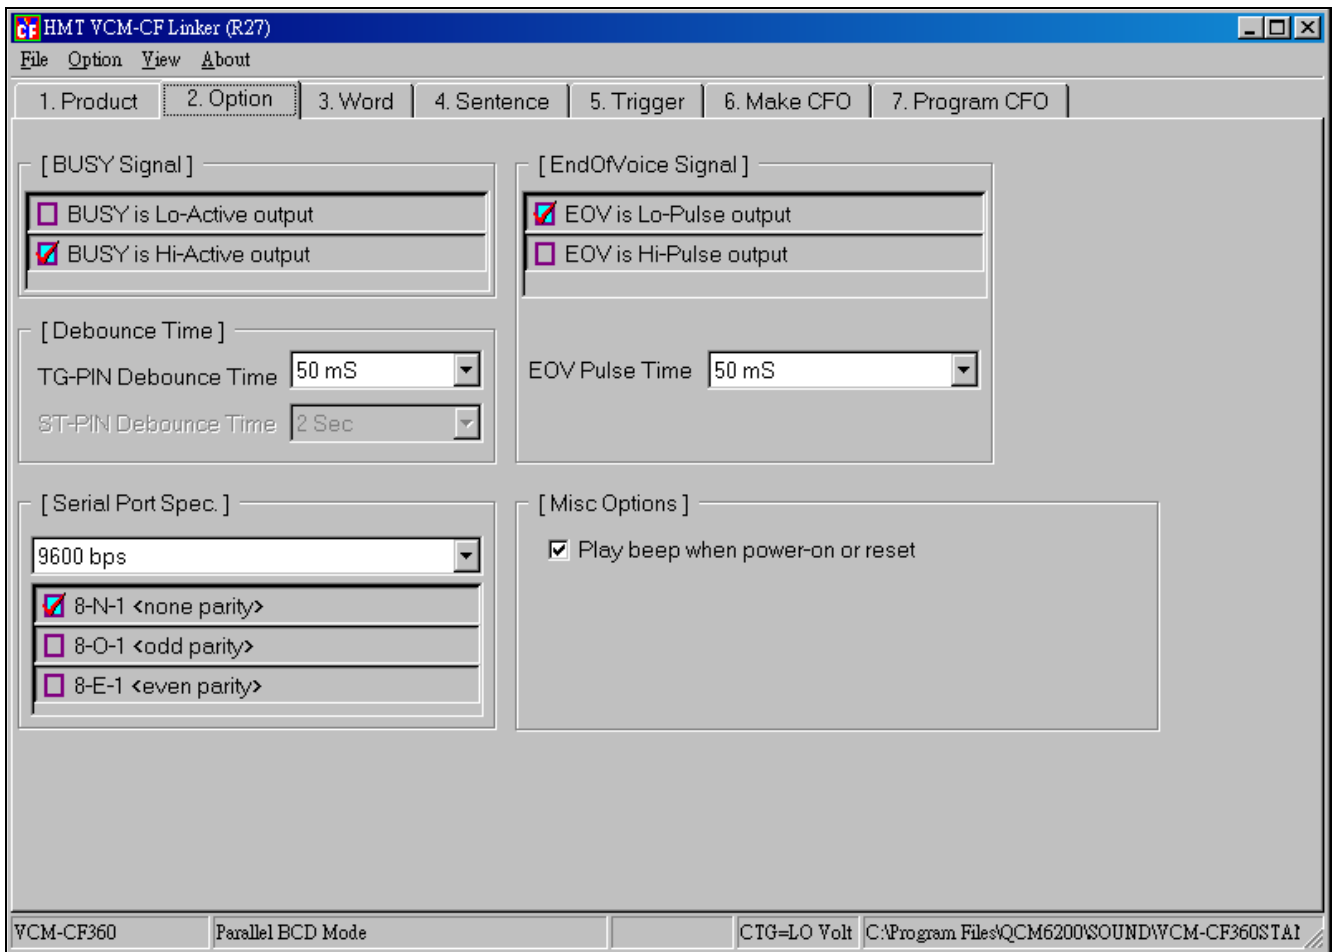 CF HMT VCM-CF Linker (R27)
File Option View About
1. Product 2. Option 3. Word 4. Sentence 5. Trigger 6. Make CFO 7. Program CFO
[ BUSY Signal ]
BUSY is Lo-Active output
BUSY is Hi-Active output
[ EndOfVoice Signal ]
EOV is Lo-Pulse output
EOV is Hi-Pulse output
EOV Pulse Time 50 mS
[ Debounce Time ]
TG-PIN Debounce Time 50 mS
ST-PIN Debounce Time 2 Sec
[ Serial Port Spec. ]
9600 bps
8-N-1 <none parity>
8-O-1 <odd parity>
8-E-1 <even parity>
[ Misc Options ]
Play beep when power-on or reset
VCM-CF360 Parallel BCD Mode CTG=LO Volt C:\Program Files\QCM6200\SOUND\VCM-CF360STAI